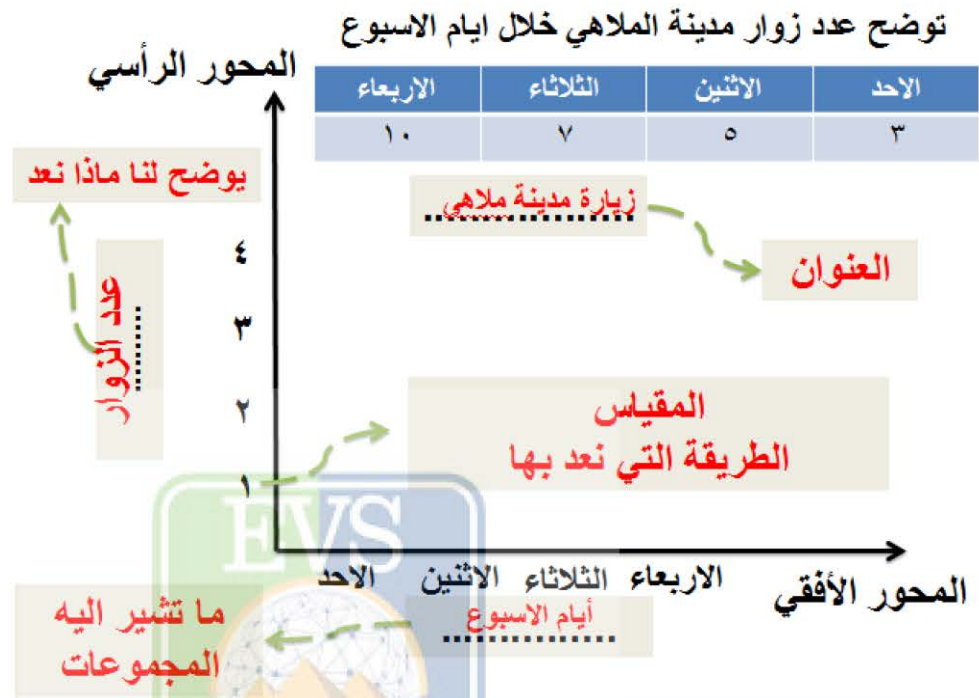 توضح عدد زوار مدينة الملاهي خلال ايام الاسبوع
المحور الرأسي
الاحد الاثنين الثلاثاء الاربعاء
٣ ٥ ٧ ١٠
يوضح لنا ماذا نعد
زيارة مدينة ملاهي
العنوان
٤
٣
٢
١
عدد الزوار
المقياس
الطريقة التي نعد بها
EVS
الاحد الاثنين الثلاثاء الاربعاء
المحور الأفقي
أيام الاسبوع
ما تشير اليه
المجموعات